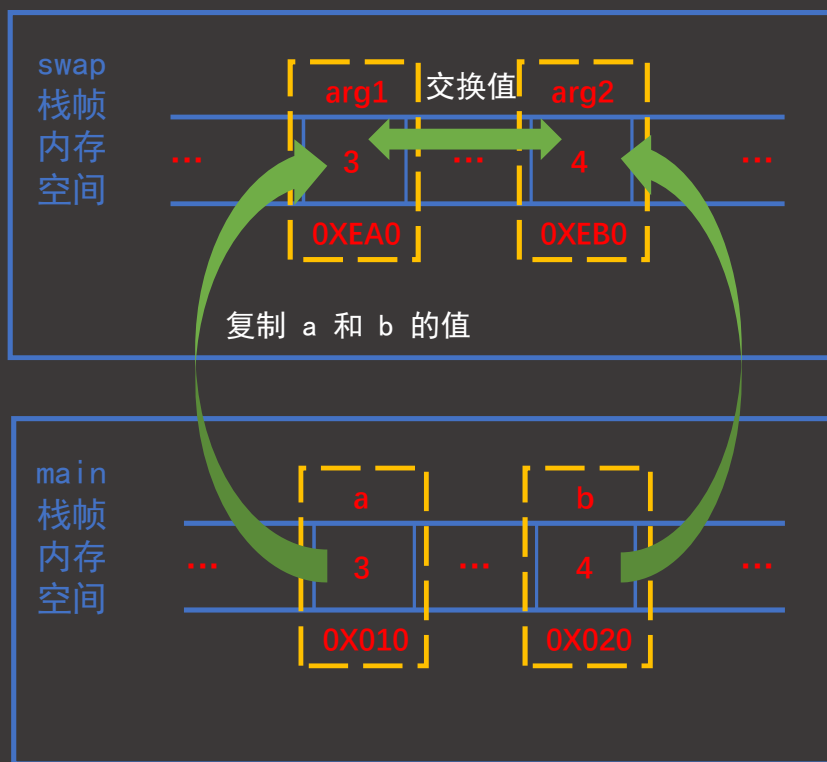 swap
栈帧
内存
空间
arg1
交换值
arg2
...
3
...
4
...
0XEA0
0XEB0
复制 a 和 b 的值
main
栈帧
内存
空间
a
b
...
3
...
4
...
0X010
0X020